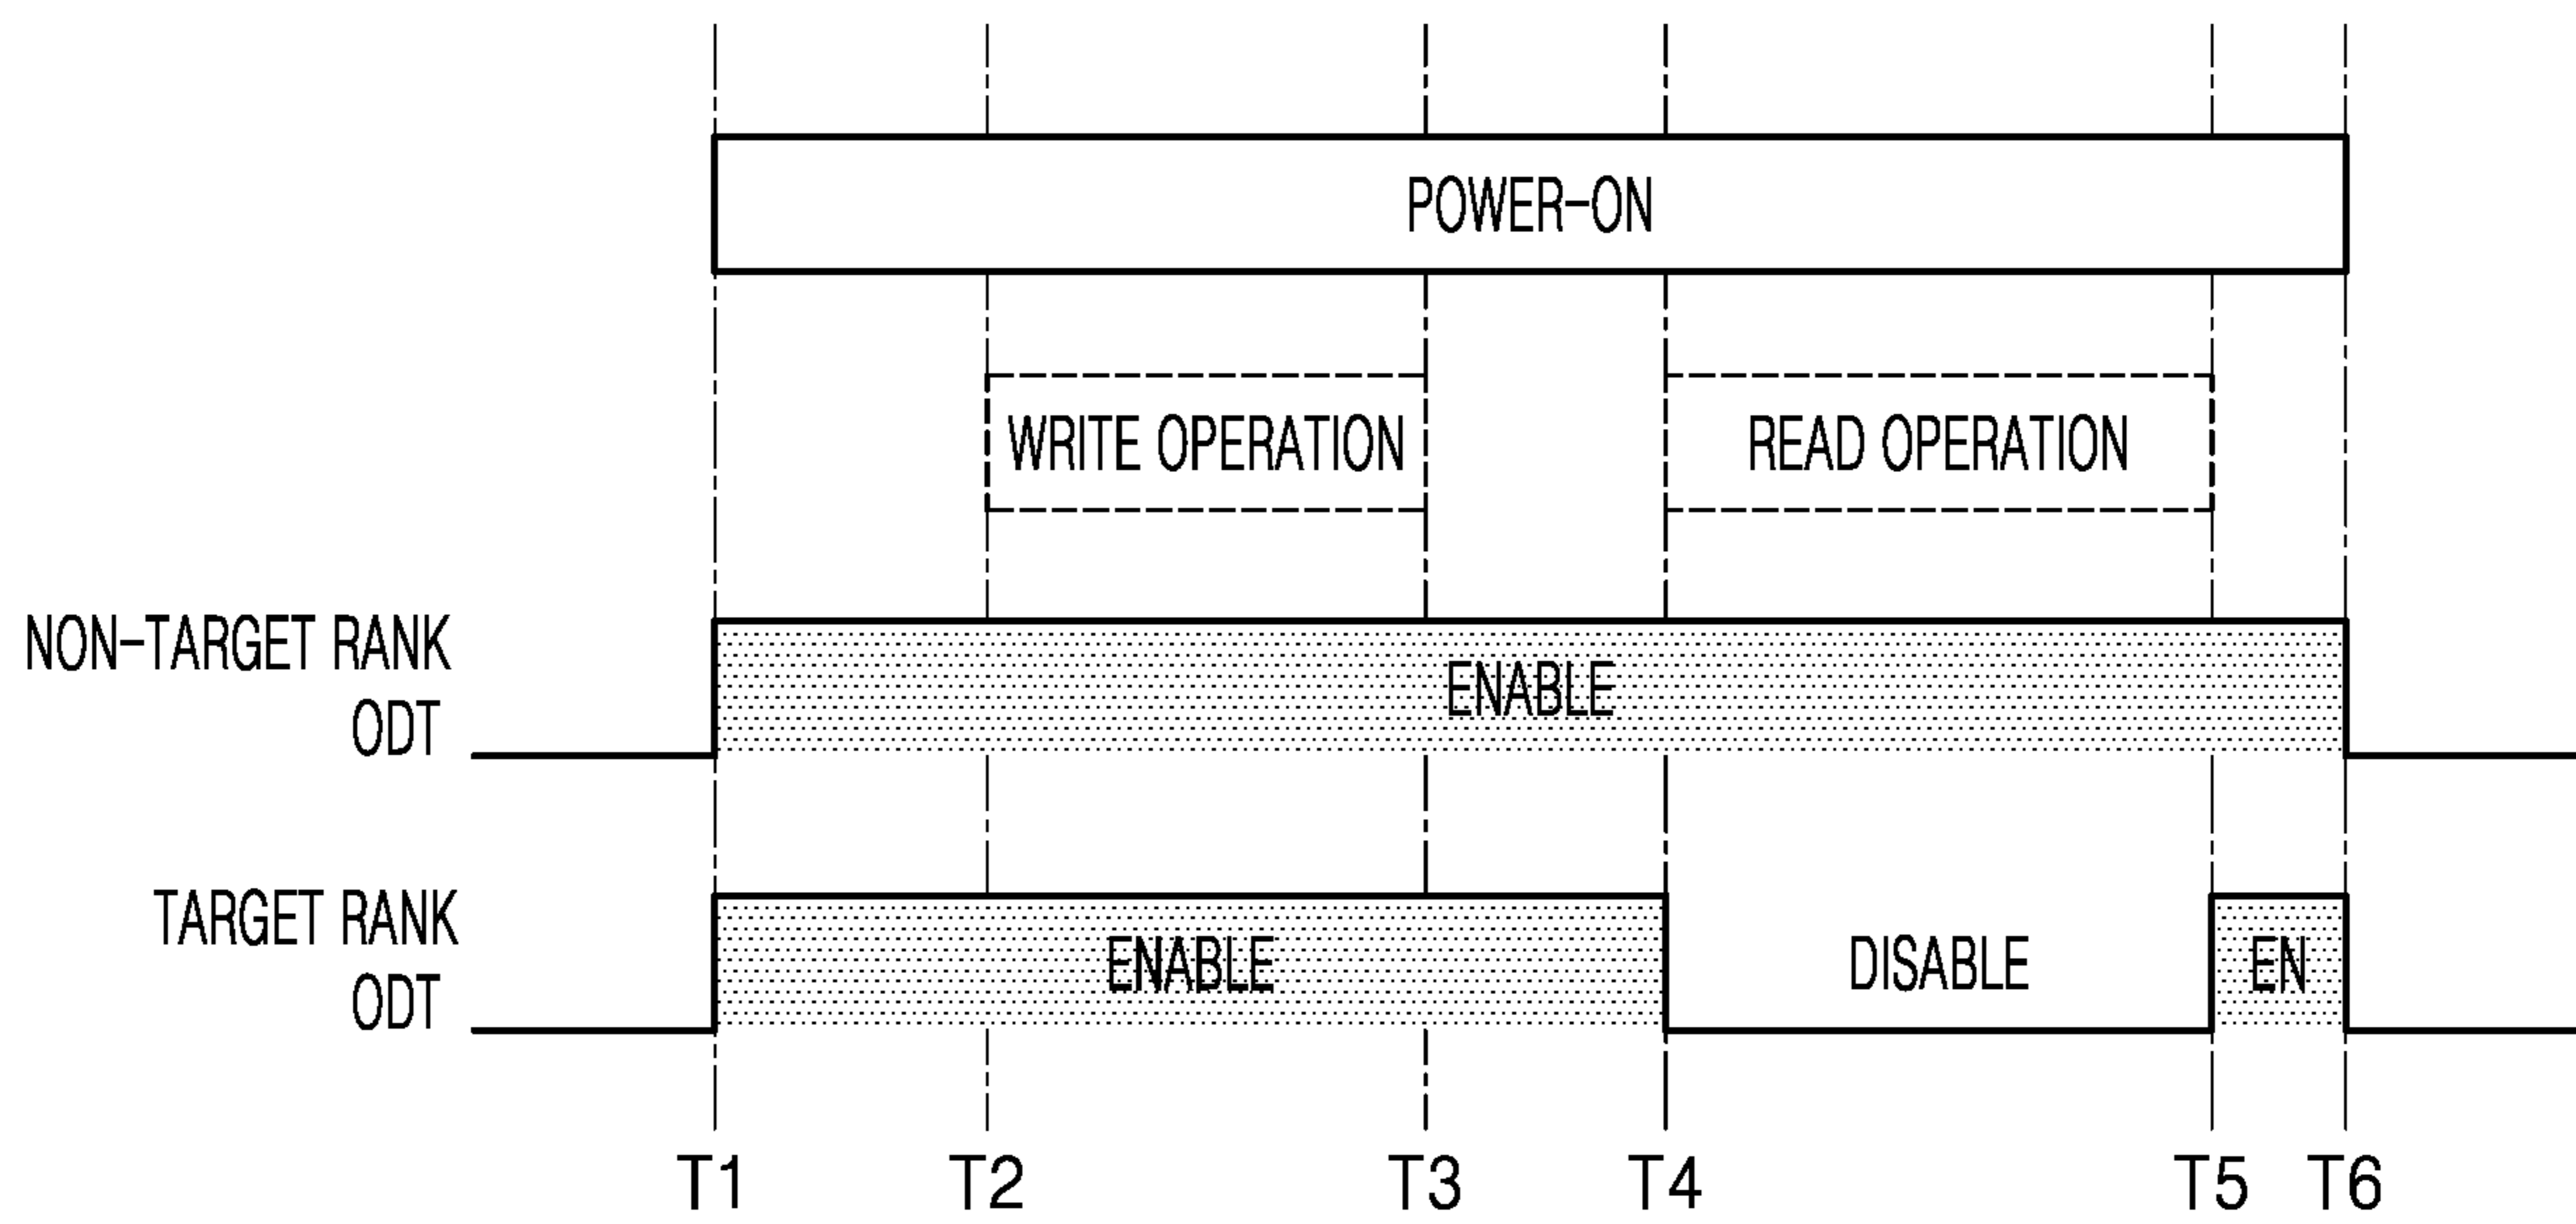 POWER-ON
WRITE OPERATION
READ OPERATION
NON-TARGET RANK
ODT
ENABLE
TARGET RANK
ODT
ENABLE
DISABLE
EN
T1
T2
T3
T4
T5
T6